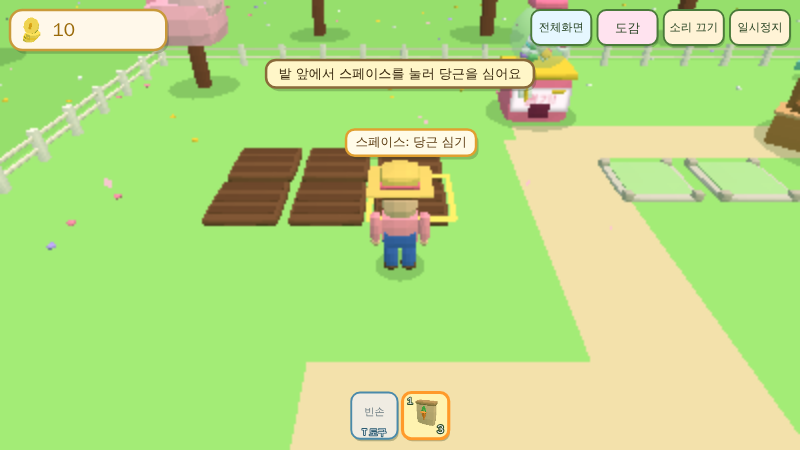 10
전체화면
도감
소리 끄기
일시정지
밭 앞에서 스페이스를 눌러 당근을 심어요
스페이스: 당근 심기
빈손
T 도구
1
3